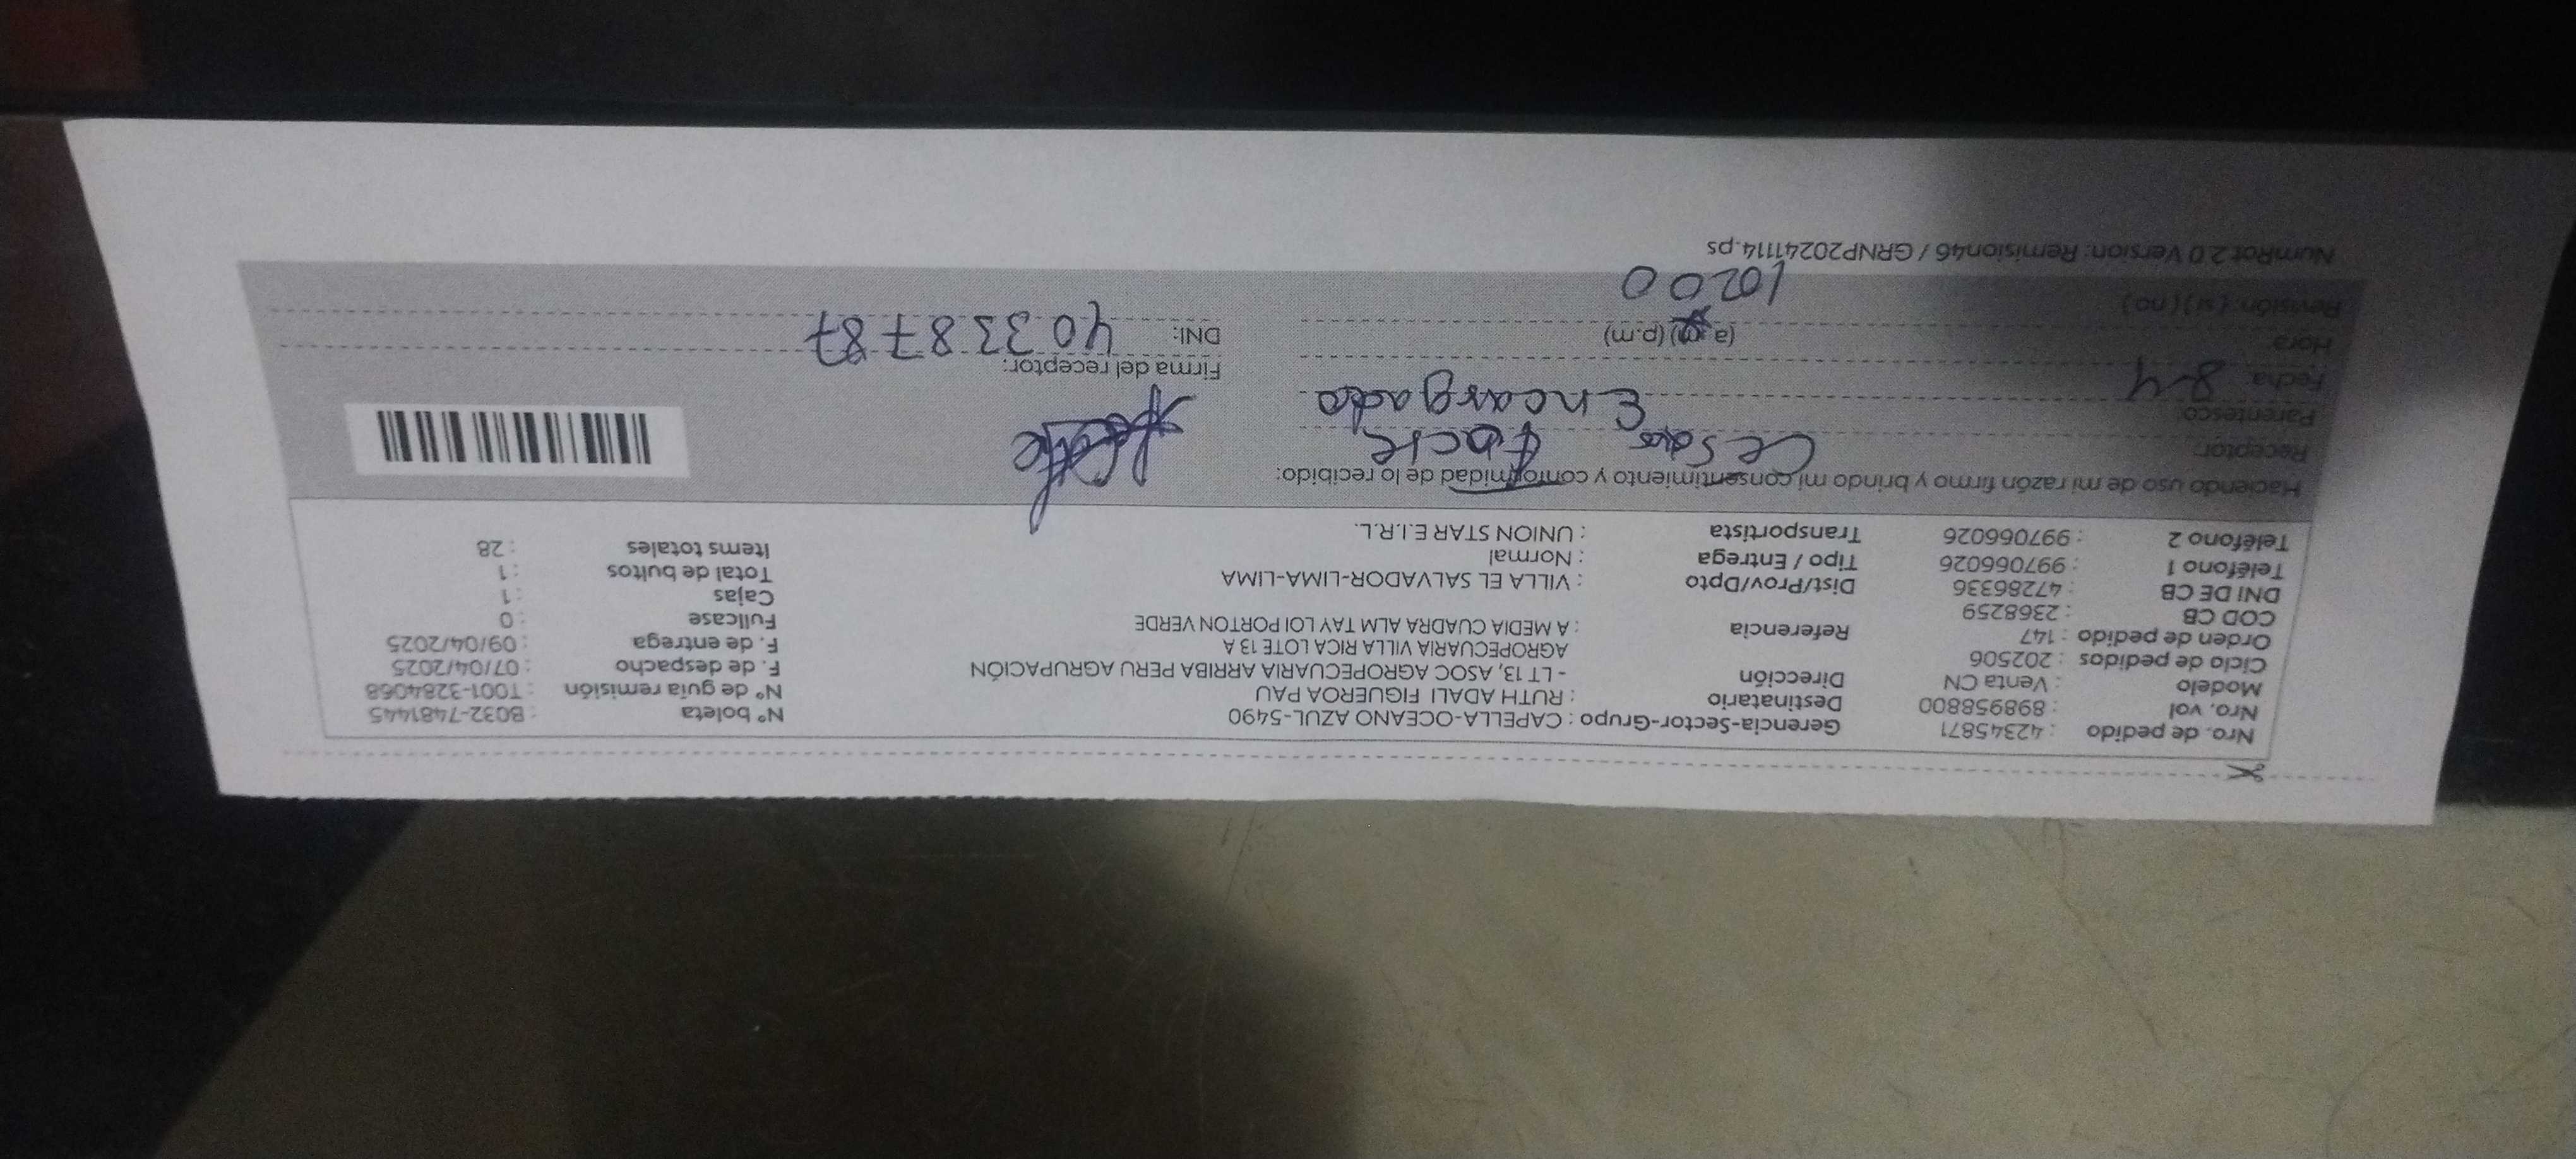 Nro. de pedido : 42345871 Gerencia-Sector-Grupo : CAPELLA-OCEANO AZUL-5490 N° boleta : B032-7481445
Nro. vol : 898958800 Destinatario : RUTH ADALI FIGUEROA PAU N° de guía remisión : T001-3284068
Modelo : Venta CN Dirección - LT 13, ASOC AGROPECUARIA ARRIBA PERU AGRUPACIÓN F. de despacho : 07/04/2025
Ciclo de pedidos : 202506 AGROPECUARIA VILLA RICA LOTE 13 A F. de entrega : 09/04/2025
Orden de pedido : 147 Referencia : A MEDIA CUADRA ALM TAY LOI PORTON VERDE Fullcase : 0
COD CB : 2368259 Cajas : 1
DNI DE CB : 47286336 Dist/Prov/Dpto : VILLA EL SALVADOR-LIMA-LIMA Total de bultos : 1
Teléfono 1 : 997066026 Tipo / Entrega : Normal Items totales : 28
Teléfono 2 : 997066026 Transportista : UNION STAR E.I.R.L.
Haciendo uso de mi razón firmo y brindo mi consentimiento y conformidad de lo recibido:
Receptor:
Parentesco: Encargado
Fecha: 8-4 Firma del receptor:
Hora: (a.m) (p.m) DNI: 40338787
Revisión: (si) (no) 10200
NumRot 2.0 Version: Remision46 / GRNP20241114.ps